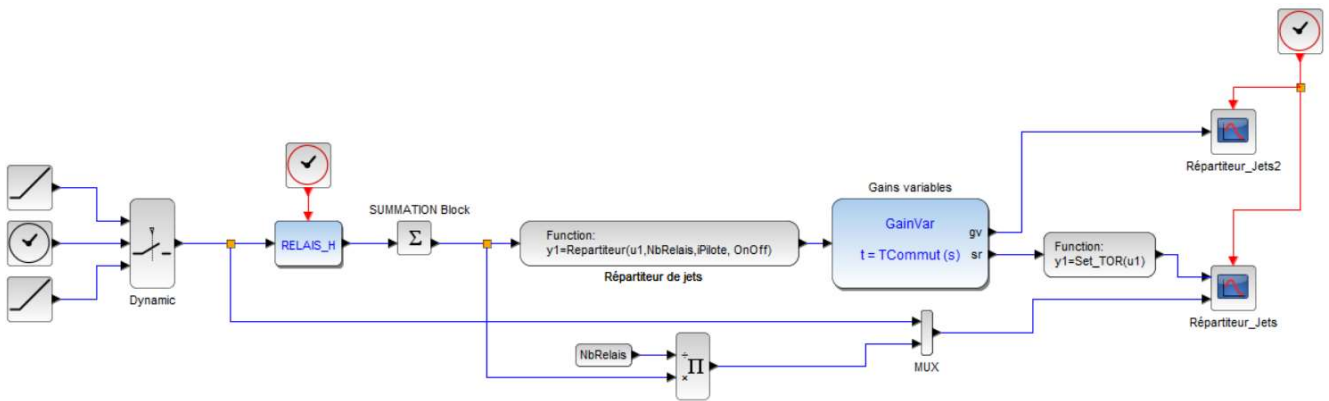 Répartiteur_Jets2
Gains variables
SUMMATION Block
Σ
GainVar
gv
RELAIS_H
Function:
y1=Repartiteur(u1,NbRelais,iPilote, OnOff)
t = TCommut (s)
sr
Function:
y1=Set_TOR(u1)
Répartiteur de jets
Dynamic
Répartiteur_Jets
NbRelais
÷
Π
×
MUX